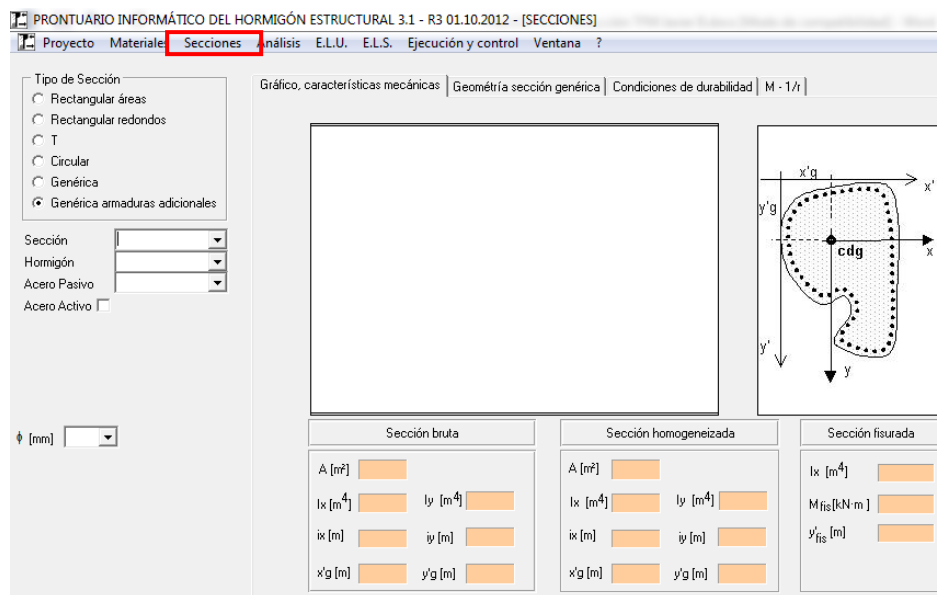 PRONTUARIO INFORMÁTICO DEL HORMIGÓN ESTRUCTURAL 3.1 - R3 01.10.2012 - [SECCIONES]
Proyecto Materiales Secciones Análisis E.L.U. E.L.S. Ejecución y control Ventana ?
Tipo de Sección
Rectangular áreas
Rectangular redondos
T
Circular
Genérica
Genérica armaduras adicionales
Sección
Hormigón
Acero Pasivo
Acero Activo
ϕ [mm]
Gráfico, características mecánicas Geométría sección genérica Condiciones de durabilidad M - 1/r
x'g
x'
y'g
cdg
x
y'
y
Sección bruta
A [m²]
Ix [m4] Iy [m4]
ix [m] iy [m]
x'g [m] y'g [m]
Sección homogeneizada
A [m²]
Ix [m4] Iy [m4]
ix [m] iy [m]
x'g [m] y'g [m]
Sección fisurada
Ix [m4]
Mfis[kN·m ]
y'fis [m]